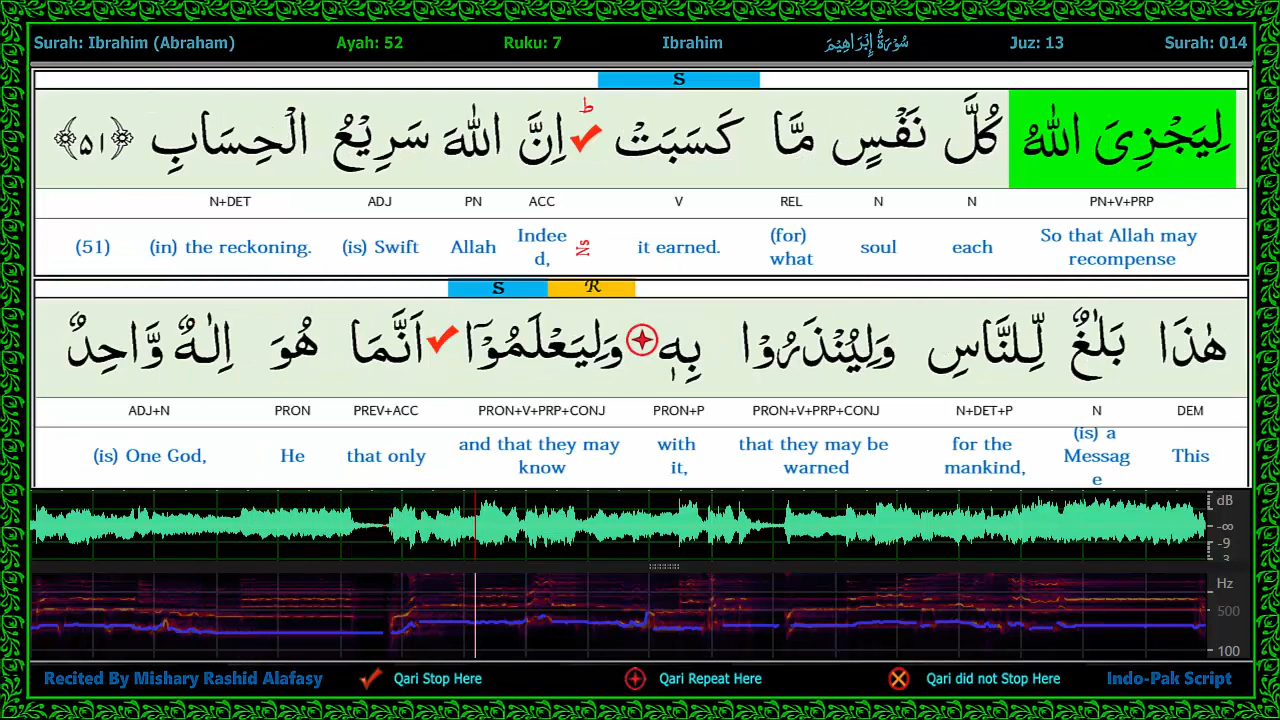 Surah: Ibrahim (Abraham) Ayah: 52 Ruku: 7 Ibrahim سُوْرَةُ إِبْرَاهِيْمَ Juz: 13 Surah: 014
S
لِيَجْزِىَ اللّٰهُ كُلَّ نَفْسٍ مَّا كَسَبَتْ ؕ اِنَّ اللّٰهَ سَرِيْعُ الْحِسَابِ ﴿۵۱﴾
N+DET ADJ PN ACC V REL N N PN+V+PRP
(51) (in) the reckoning. (is) Swift Allah Indeed, Ns it earned. (for) what soul each So that Allah may recompense
S R
هٰذَا بَلٰغٌ لِّلنَّاسِ وَلِيُنْذَرُوْا بِهٖ وَلِيَعْلَمُوْۤا اَنَّمَا هُوَ اِلٰهٌ وَّاحِدٌ
ADJ+N PRON PREV+ACC PRON+V+PRP+CONJ PRON+P PRON+V+PRP+CONJ N+DET+P N DEM
(is) One God, He that only and that they may know with it, that they may be warned for the mankind, (is) a Message This
dB
-∞
-9
-3
Hz
500
100
Recited By Mishary Rashid Alafasy Qari Stop Here Qari Repeat Here Qari did not Stop Here Indo-Pak Script